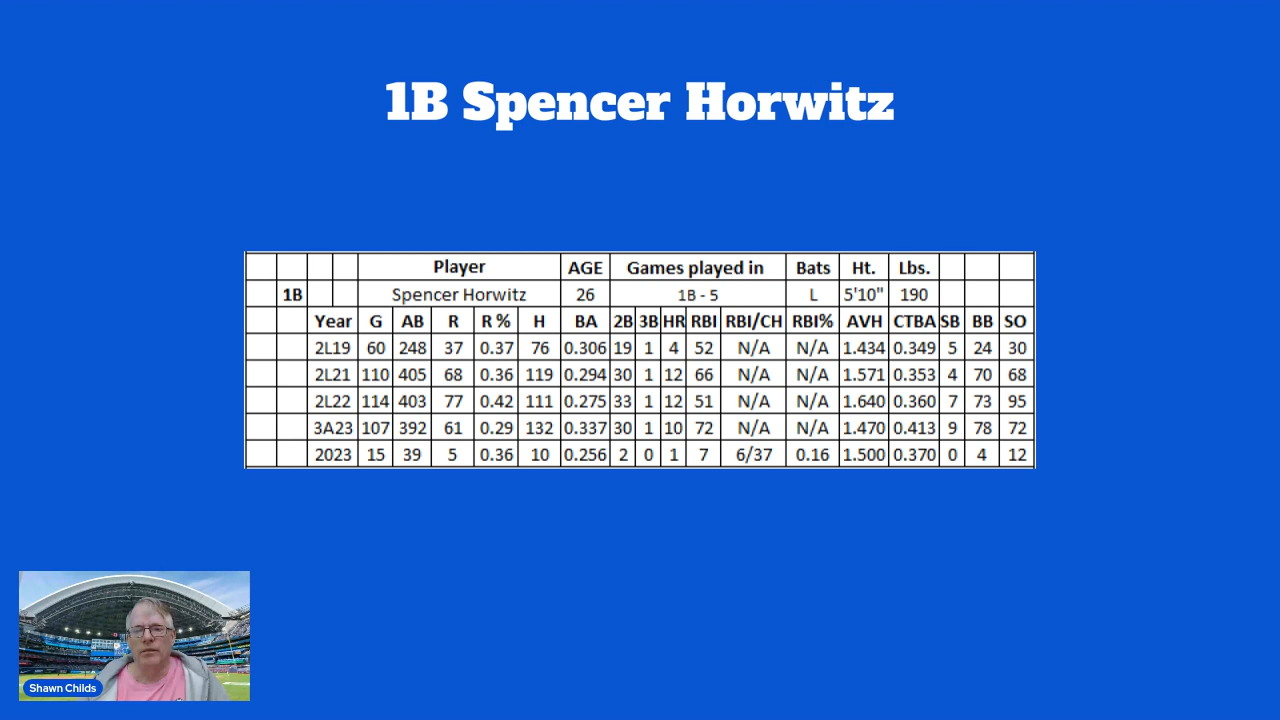 1B Spencer Horwitz
Player AGE Games played in Bats Ht. Lbs.
1B Spencer Horwitz 26 1B - 5 L 5'10" 190
Year G AB R R % H BA 2B 3B HR RBI RBI/CH RBI% AVH CTBA SB BB SO
2L19 60 248 37 0.37 76 0.306 19 1 4 52 N/A N/A 1.434 0.349 5 24 30
2L21 110 405 68 0.36 119 0.294 30 1 12 66 N/A N/A 1.571 0.353 4 70 68
2L22 114 403 77 0.42 111 0.275 33 1 12 51 N/A N/A 1.640 0.360 7 73 95
3A23 107 392 61 0.29 132 0.337 30 1 10 72 N/A N/A 1.470 0.413 9 78 72
2023 15 39 5 0.36 10 0.256 2 0 1 7 6/37 0.16 1.500 0.370 0 4 12
Shawn Childs